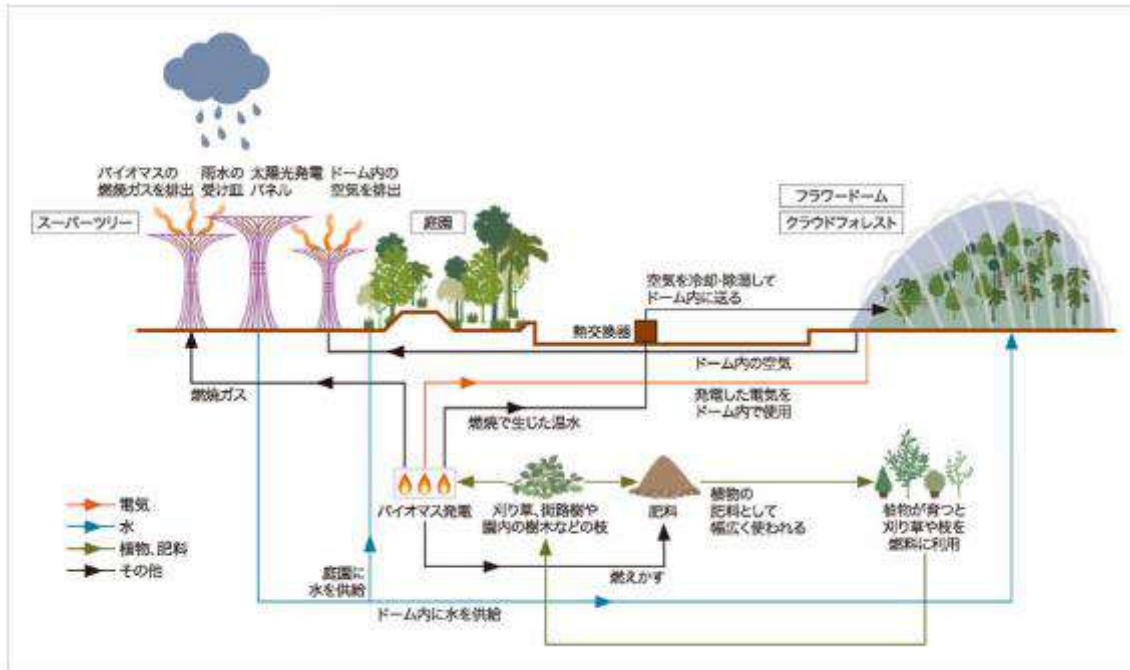 バイオマスの
燃焼ガスを排出
雨水の
受け皿
太陽光発電
パネル
ドーム内の
空気を排出
スーパーツリー
庭園
フラワードーム
クラウドフォレスト
空気を冷却・除湿して
ドーム内に送る
熱交換器
ドーム内の空気
燃焼ガス
発電した電気を
ドーム内で使用
燃焼で生じた温水
バイオマス発電
刈り草、街路樹や
園内の樹木などの枝
肥料
植物の
肥料として
幅広く使われる
植物が育つと
刈り草や枝を
燃料に利用
電気
水
植物、肥料
その他
庭園に
水を供給
燃えかす
ドーム内に水を供給